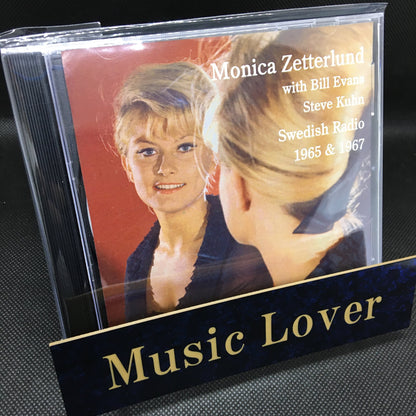 Monica Zetterlund
with Bill Evans
Steve Kuhn
Swedish Radio
1965 & 1967
Music Lover